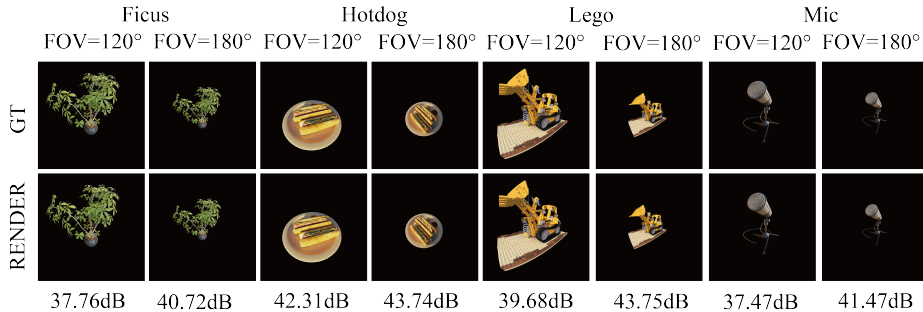 Ficus Hotdog Lego Mic
FOV=120° FOV=180° FOV=120° FOV=180° FOV=120° FOV=180° FOV=120° FOV=180°
GT
RENDER
37.76dB 40.72dB 42.31dB 43.74dB 39.68dB 43.75dB 37.47dB 41.47dB